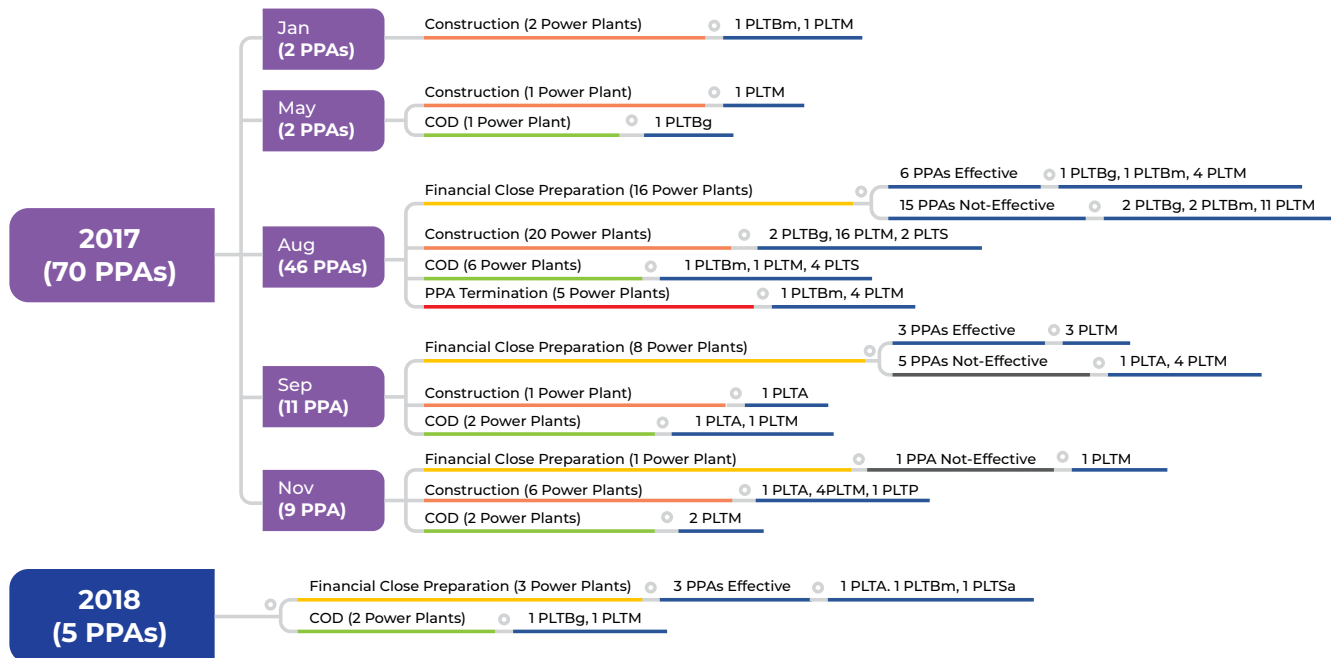 Jan
(2 PPAs)
Construction (2 Power Plants)
1 PLTBm, 1 PLTM
May
(2 PPAs)
Construction (1 Power Plant)
1 PLTM
COD (1 Power Plant)
1 PLTBg
2017
(70 PPAs)
Aug
(46 PPAs)
Financial Close Preparation (16 Power Plants)
6 PPAs Effective
1 PLTBg, 1 PLTBm, 4 PLTM
15 PPAs Not-Effective
2 PLTBg, 2 PLTBm, 11 PLTM
Construction (20 Power Plants)
2 PLTBg, 16 PLTM, 2 PLTS
COD (6 Power Plants)
1 PLTBm, 1 PLTM, 4 PLTS
PPA Termination (5 Power Plants)
1 PLTBm, 4 PLTM
Sep
(11 PPA)
Financial Close Preparation (8 Power Plants)
3 PPAs Effective
3 PLTM
5 PPAs Not-Effective
1 PLTA, 4 PLTM
Construction (1 Power Plant)
1 PLTA
COD (2 Power Plants)
1 PLTA, 1 PLTM
Nov
(9 PPA)
Financial Close Preparation (1 Power Plant)
1 PPA Not-Effective
1 PLTM
Construction (6 Power Plants)
1 PLTA, 4PLTM, 1 PLTP
COD (2 Power Plants)
2 PLTM
2018
(5 PPAs)
Financial Close Preparation (3 Power Plants)
3 PPAs Effective
1 PLTA. 1 PLTBm, 1 PLTSa
COD (2 Power Plants)
1 PLTBg, 1 PLTM